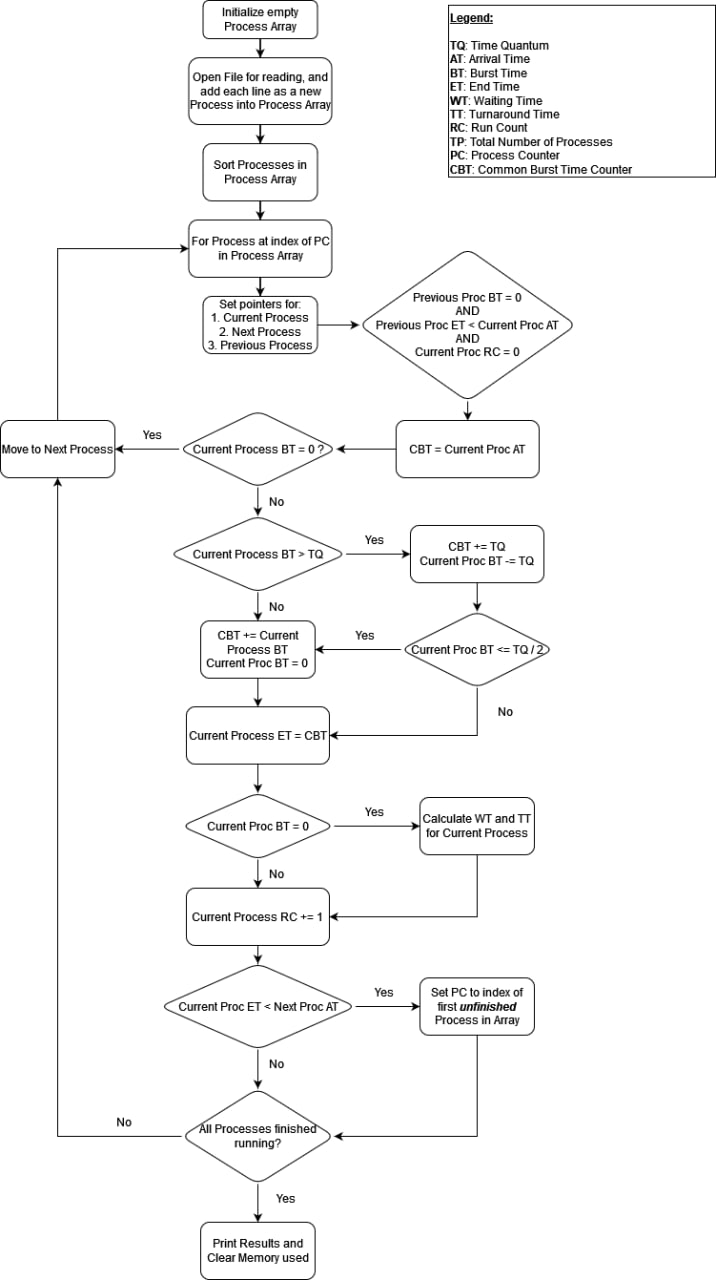 Initialize empty
Process Array
Legend:
TQ: Time Quantum
AT: Arrival Time
BT: Burst Time
ET: End Time
WT: Waiting Time
TT: Turnaround Time
RC: Run Count
TP: Total Number of Processes
PC: Process Counter
CBT: Common Burst Time Counter
Open File for reading, and
add each line as a new
Process into Process Array
Sort Processes in
Process Array
For Process at index of PC
in Process Array
Set pointers for:
1. Current Process
2. Next Process
3. Previous Process
Previous Proc BT = 0
AND
Previous Proc ET < Current Proc AT
AND
Current Proc RC = 0
CBT = Current Proc AT
Current Process BT = 0 ?
Yes
Move to Next Process
No
Current Process BT > TQ
Yes
CBT += TQ
Current Proc BT -= TQ
No
CBT += Current
Process BT
Current Proc BT = 0
Yes
Current Proc BT <= TQ / 2
No
Current Process ET = CBT
Current Proc BT = 0
Yes
Calculate WT and TT
for Current Process
No
Current Process RC += 1
Current Proc ET < Next Proc AT
Yes
Set PC to index of
first unfinished
Process in Array
No
All Processes finished
running?
No
Yes
Print Results and
Clear Memory used